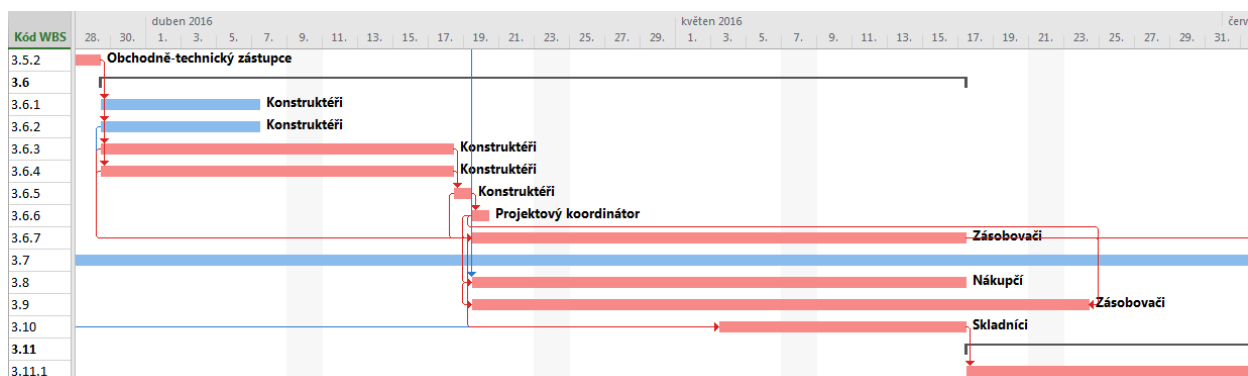 duben 2016 květen 2016 červ
Kód WBS 28. 30. 1. 3. 5. 7. 9. 11. 13. 15. 17. 19. 21. 23. 25. 27. 29. 1. 3. 5. 7. 9. 11. 13. 15. 17. 19. 21. 23. 25. 27. 29. 31.
3.5.2 Obchodně-technický zástupce
3.6
3.6.1 Konstruktéři
3.6.2 Konstruktéři
3.6.3 Konstruktéři
3.6.4 Konstruktéři
3.6.5 Konstruktéři
3.6.6 Projektový koordinátor
3.6.7 Zásobovači
3.7
3.8 Nákupčí
3.9 Zásobovači
3.10 Skladníci
3.11
3.11.1